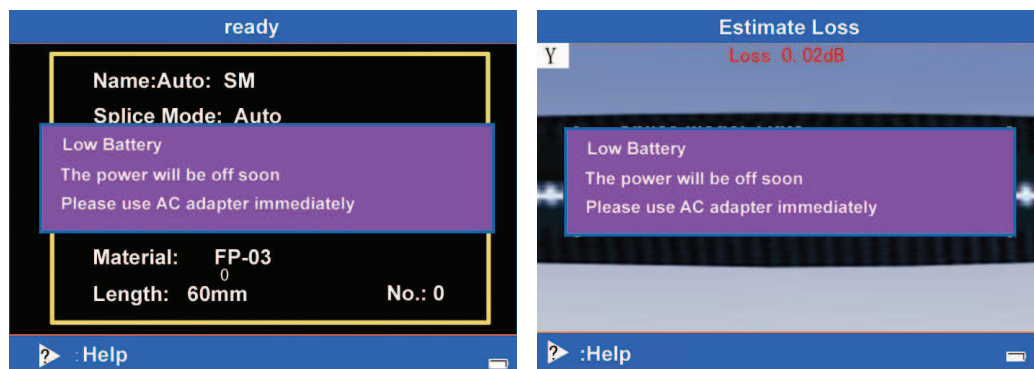 ready
Name:Auto: SM
Splice Mode: Auto
Low Battery
The power will be off soon
Please use AC adapter immediately
Material: FP-03
0
Length: 60mm No.: 0
? :Help
Estimate Loss
Y
Loss 0.02dB
Low Battery
The power will be off soon
Please use AC adapter immediately
? :Help